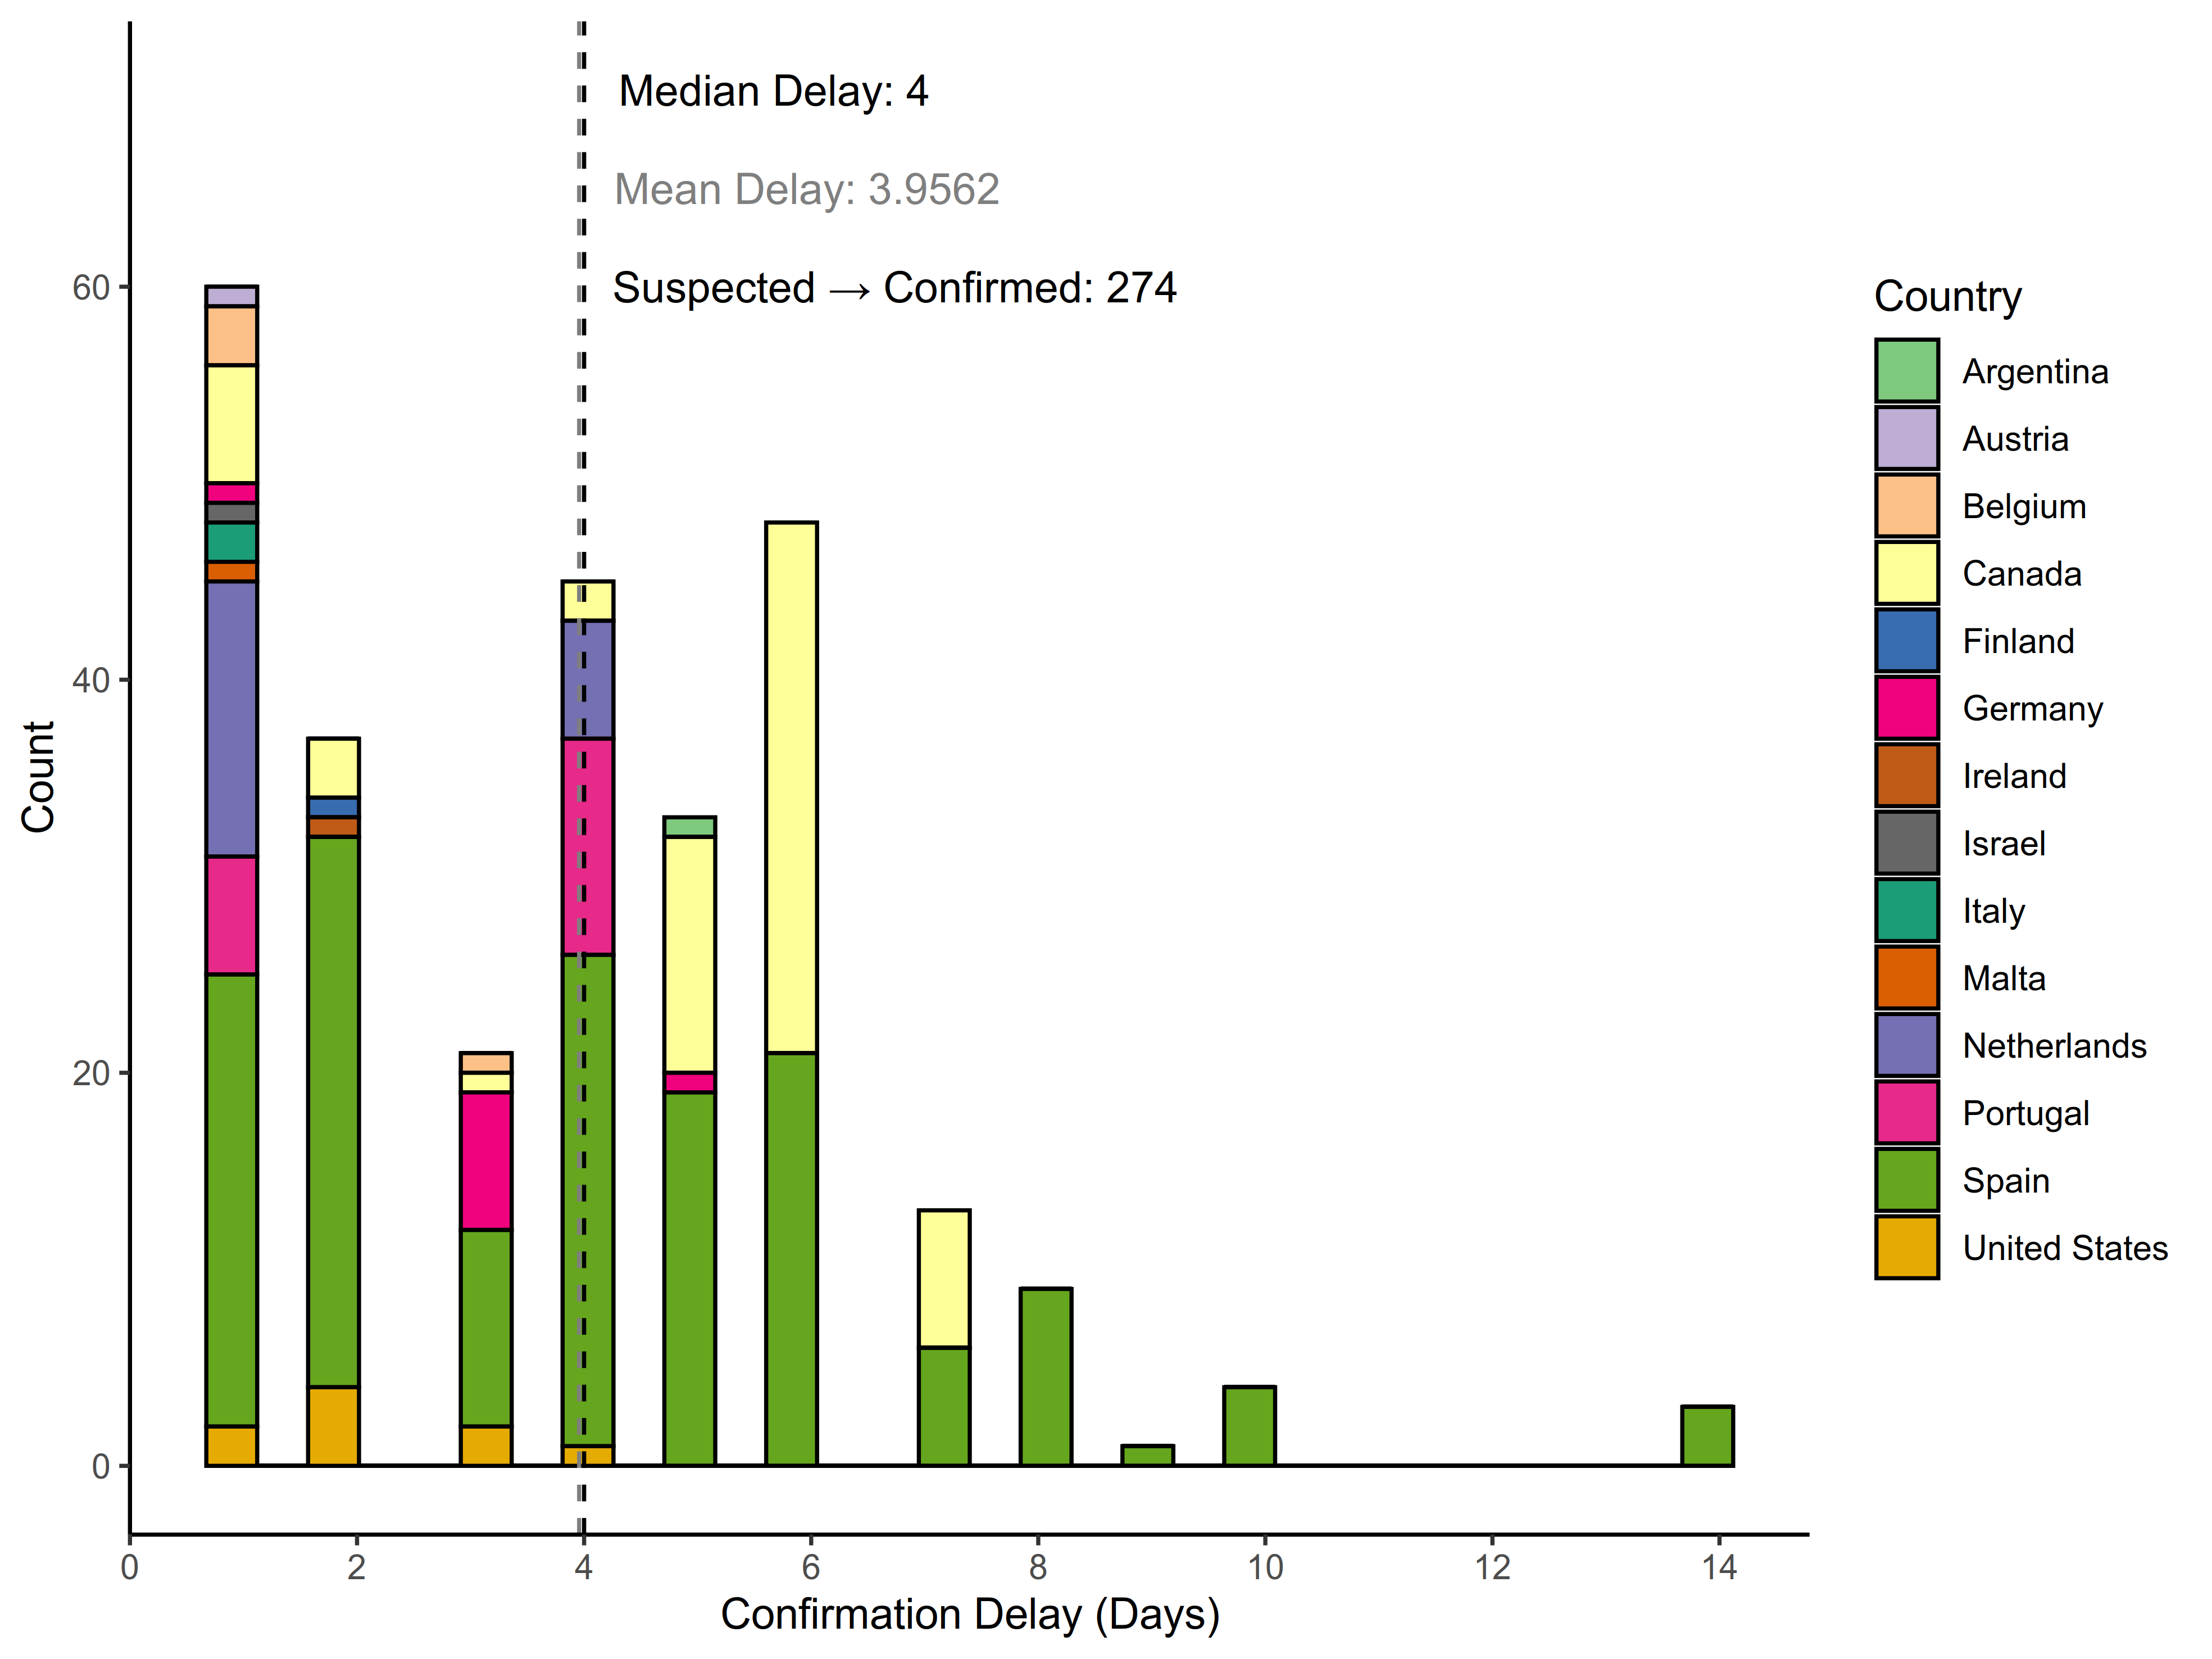 Median Delay: 4
Mean Delay: 3.9562
Suspected → Confirmed: 274
60
40
20
0
Count
0 2 4 6 8 10 12 14
Confirmation Delay (Days)
Country
Argentina
Austria
Belgium
Canada
Finland
Germany
Ireland
Israel
Italy
Malta
Netherlands
Portugal
Spain
United States